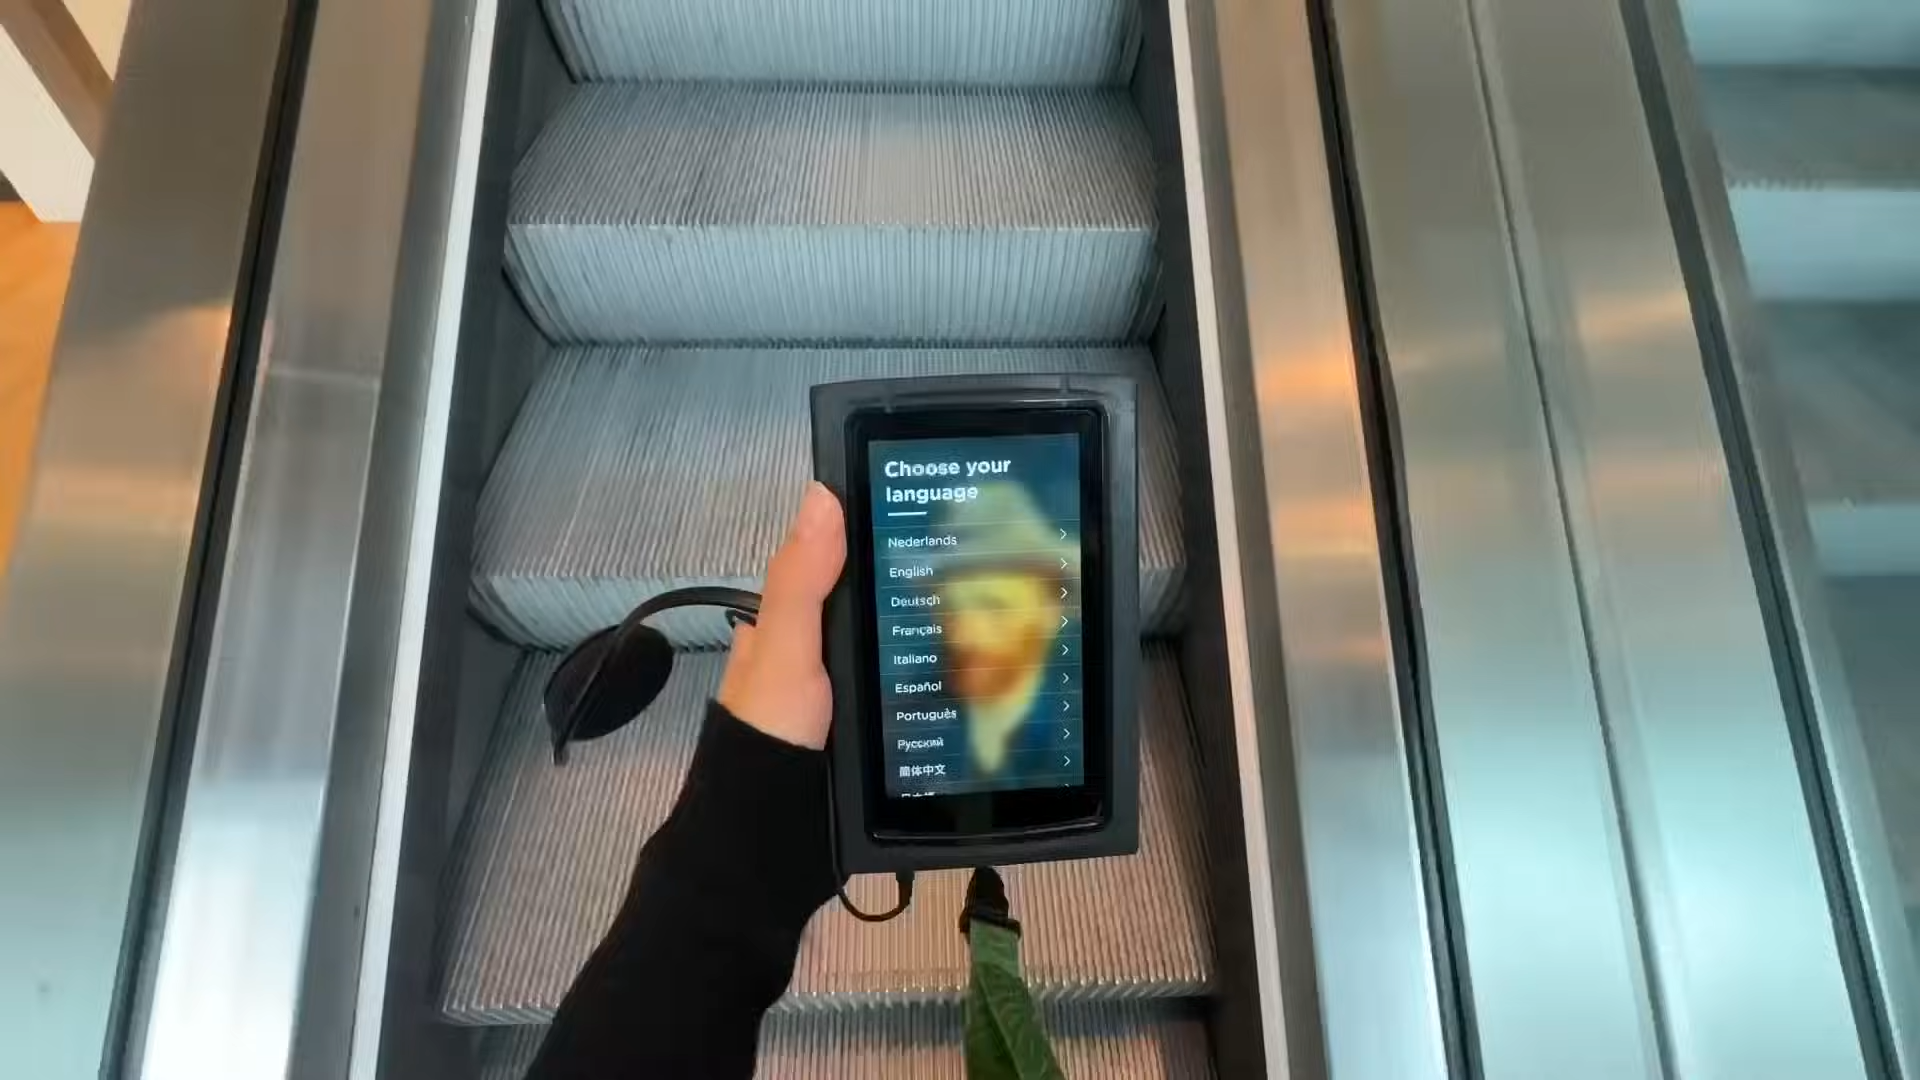 Choose your
language
Nederlands
English
Deutsch
Français
Italiano
Español
Português
Русский
简体中文